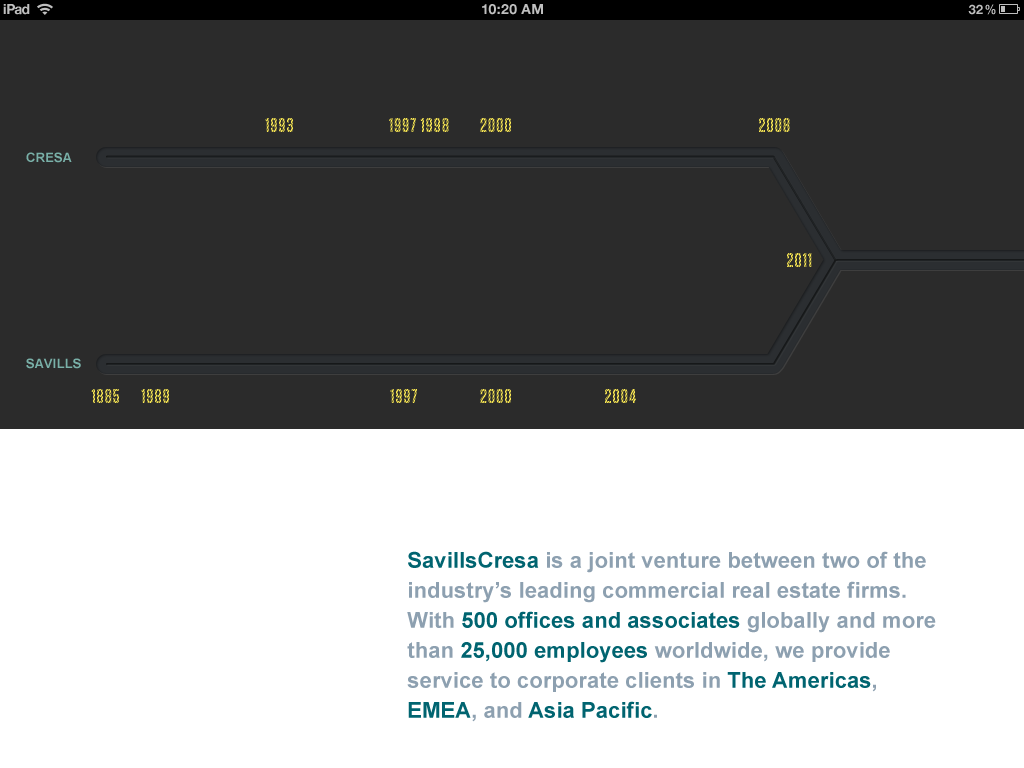 iPad 10:20 AM 32%
1993 1997 1998 2000 2008
CRESA
2011
SAVILLS
1885 1989 1997 2000 2004
SavillsCresa is a joint venture between two of the
industry’s leading commercial real estate firms.
With 500 offices and associates globally and more
than 25,000 employees worldwide, we provide
service to corporate clients in The Americas,
EMEA, and Asia Pacific.